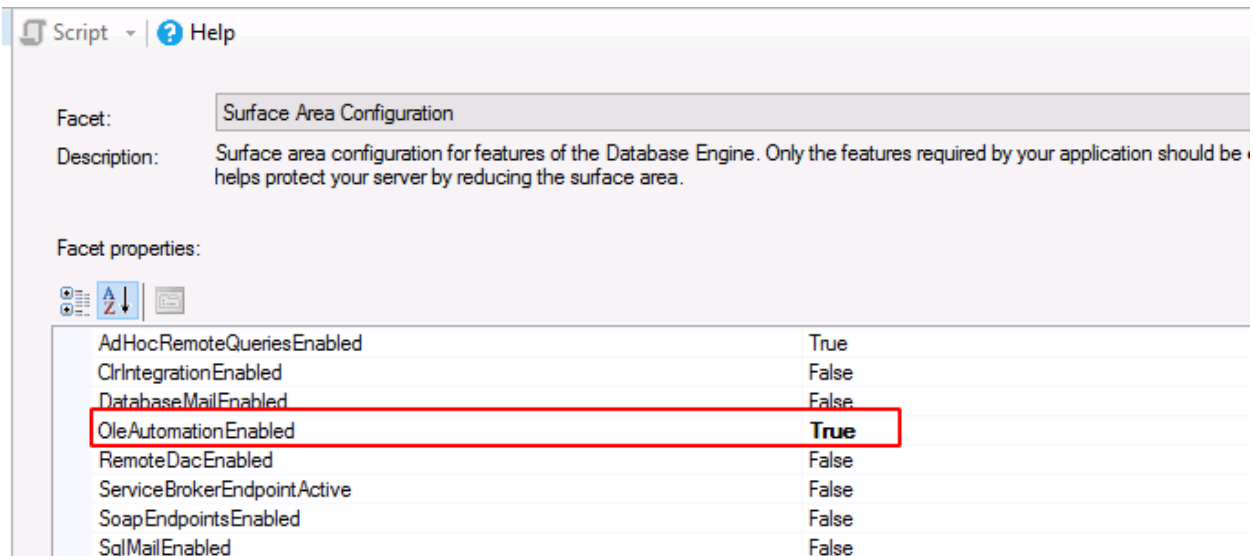 Script Help
Facet: Surface Area Configuration
Description: Surface area configuration for features of the Database Engine. Only the features required by your application should be
helps protect your server by reducing the surface area.
Facet properties:
AdHocRemoteQueriesEnabled True
ClrIntegrationEnabled False
DatabaseMailEnabled False
OleAutomationEnabled True
RemoteDacEnabled False
ServiceBrokerEndpointActive False
SoapEndpointsEnabled False
SqlMailEnabled False